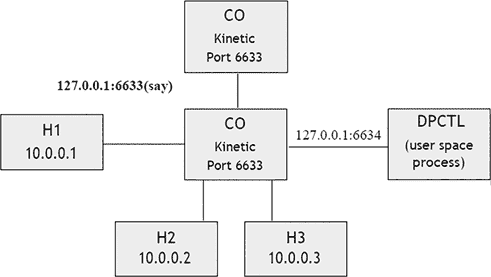 CO
Kinetic
Port 6633
127.0.0.1:6633(say)
CO
Kinetic
Port 6633
H1
10.0.0.1
127.0.0.1:6634
DPCTL
(user space
process)
H2
10.0.0.2
H3
10.0.0.3